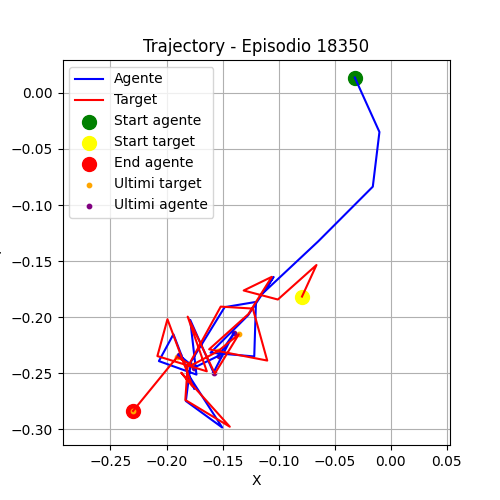 Trajectory - Episodio 18350
Agente
Target
Start agente
Start target
End agente
Ultimi target
Ultimi agente
0.00
−0.05
−0.10
−0.15
−0.20
−0.25
−0.30
−0.25
−0.20
−0.15
−0.10
−0.05
0.00
0.05
X